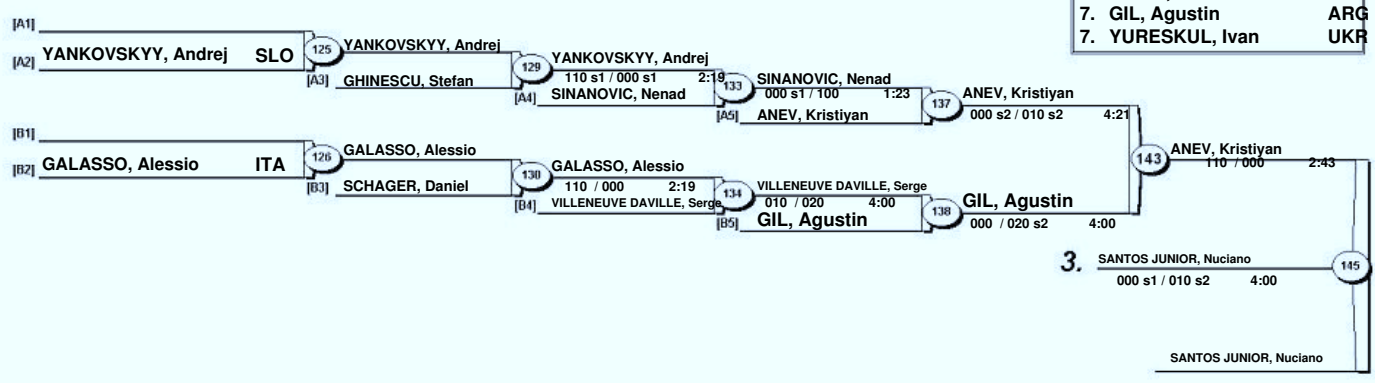 7. GIL, Agustin ARG
7. YURESKUL, Ivan UKR
[A1]
[A2] YANKOVSKYY, Andrej SLO
125
YANKOVSKYY, Andrej
[A3] GHINESCU, Stefan
129
YANKOVSKYY, Andrej
110 s1 / 000 s1 2:19
[A4] SINANOVIC, Nenad
133
SINANOVIC, Nenad
000 s1 / 100 1:23
[A5] ANEV, Kristiyan
137
ANEV, Kristiyan
000 s2 / 010 s2 4:21
[B1]
[B2] GALASSO, Alessio ITA
126
GALASSO, Alessio
[B3] SCHAGER, Daniel
130
GALASSO, Alessio
110 / 000 2:19
[B4] VILLENEUVE DAVILLE, Serge
134
VILLENEUVE DAVILLE, Serge
010 / 020 4:00
[B5] GIL, Agustin
138
GIL, Agustin
000 / 020 s2 4:00
143
ANEV, Kristiyan
110 / 000 2:43
3. SANTOS JUNIOR, Nuciano
000 s1 / 010 s2 4:00
145
SANTOS JUNIOR, Nuciano